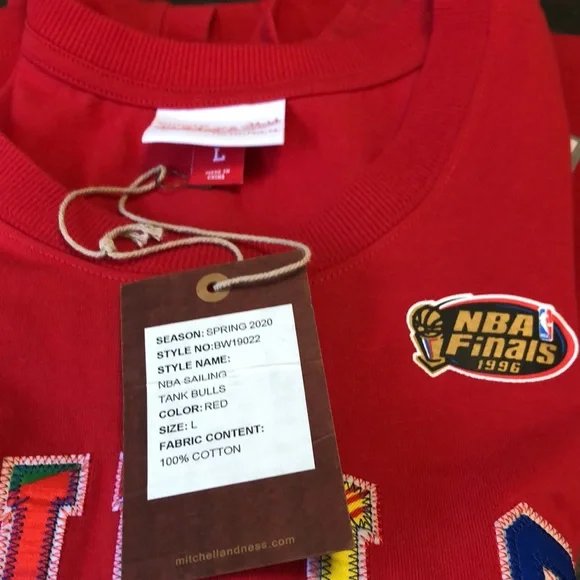 L
MADE IN
CHINA
SEASON: SPRING 2020
STYLE NO:BW19022
STYLE NAME:
NBA SAILING
TANK BULLS
COLOR: RED
SIZE: L
FABRIC CONTENT:
100% COTTON
mitchellandness.com
NBA
Finals
1996